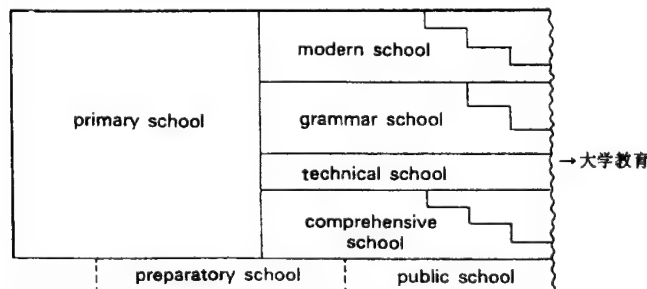 modern school
primary school
grammar school
→大学教育
technical school
comprehensive
school
preparatory school
public school